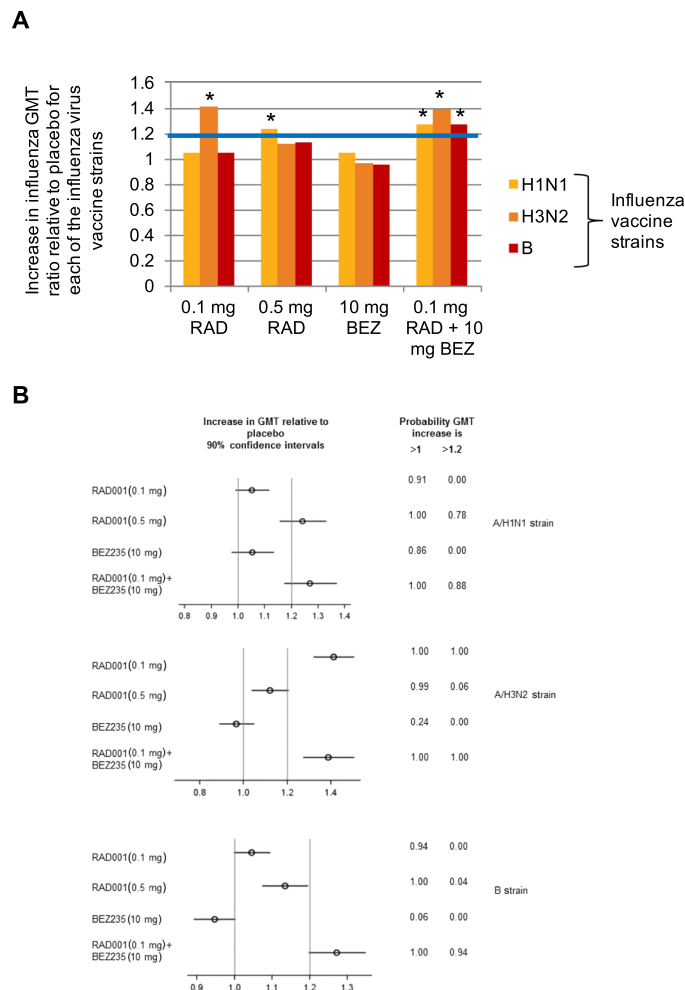 A
Increase in influenza GMT
ratio relative to placebo for
each of the influenza virus
vaccine strains
1.6
1.4
1.2
1
0.8
0.6
0.4
0.2
0
*
*
*
*
*
0.1 mg
RAD
0.5 mg
RAD
10 mg
BEZ
0.1 mg
RAD + 10
mg BEZ
H1N1
H3N2
B
Influenza
vaccine
strains
B
Increase in GMT relative to
placebo
90% confidence intervals
Probability GMT
increase is
>1 >1.2
RAD001(0.1 mg) 0.91 0.00
RAD001(0.5 mg) 1.00 0.78
A/H1N1 strain
BEZ235(10 mg) 0.86 0.00
RAD001(0.1 mg)+
BEZ235(10 mg) 1.00 0.88
0.8 0.9 1.0 1.1 1.2 1.3 1.4
RAD001(0.1 mg) 1.00 1.00
RAD001(0.5 mg) 0.99 0.06
A/H3N2 strain
BEZ235(10 mg) 0.24 0.00
RAD001(0.1 mg)+
BEZ235(10 mg) 1.00 1.00
0.8 1.0 1.2 1.4
RAD001(0.1 mg) 0.94 0.00
RAD001(0.5 mg) 1.00 0.04
B strain
BEZ235(10 mg) 0.06 0.00
RAD001(0.1 mg)+
BEZ235(10 mg) 1.00 0.94
0.9 1.0 1.1 1.2 1.3